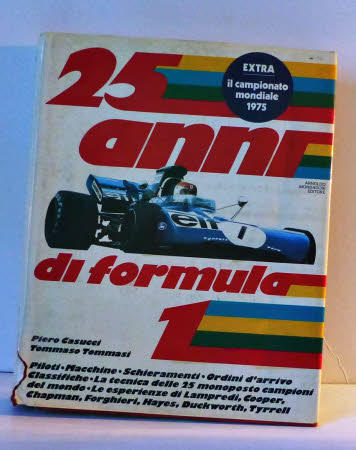 25
anni
EXTRA
il campionato
mondiale
1975
ARNOLDO
MONDADORI
EDITORE
elf
1
di formula
1
Piero Casucci
Tommaso Tommasi
Piloti•Macchine•Schieramenti•Ordini d'arrivo
Classifiche•La tecnica delle 25 monoposto campioni
del mondo•Le esperienze di Lampredi, Cooper,
Chapman, Forghieri, Hayes, Duckworth, Tyrrell